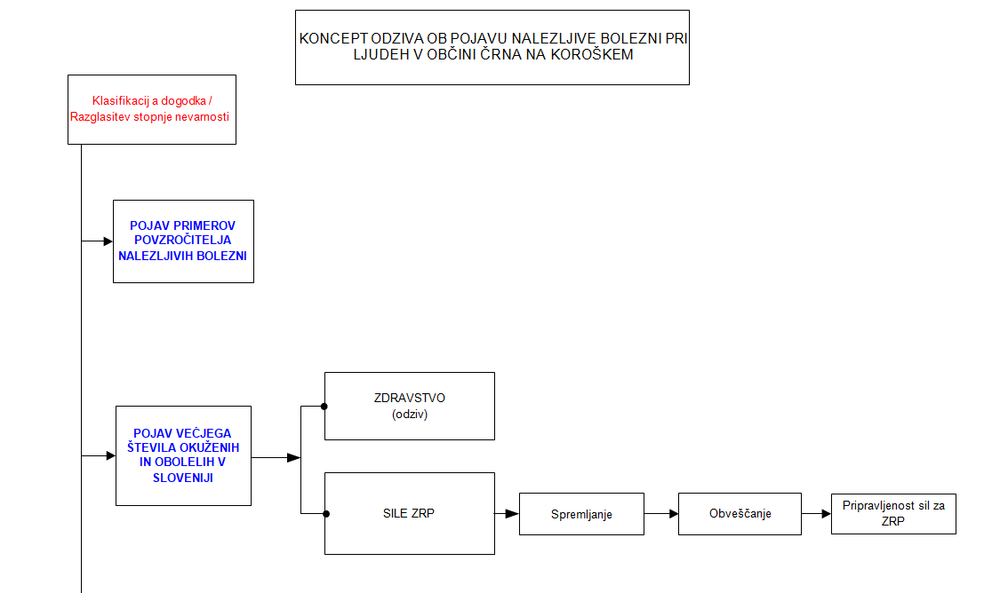 KONCEPT ODZIVA OB POJAVU NALEZLJIVE BOLEZNI PRI
LJUDEH V OBČINI ČRNA NA KOROŠKEM
Klasifikacij a dogodka /
Razglasitev stopnje nevarnosti
POJAV PRIMEROV
POVZROČITELJA
NALEZLJIVIH BOLEZNI
POJAV VEČJEGA
ŠTEVILA OKUŽENIH
IN OBOLELIH V
SLOVENIJI
ZDRAVSTVO
(odziv)
SILE ZRP
Spremljanje
Obveščanje
Pripravljenost sil za
ZRP